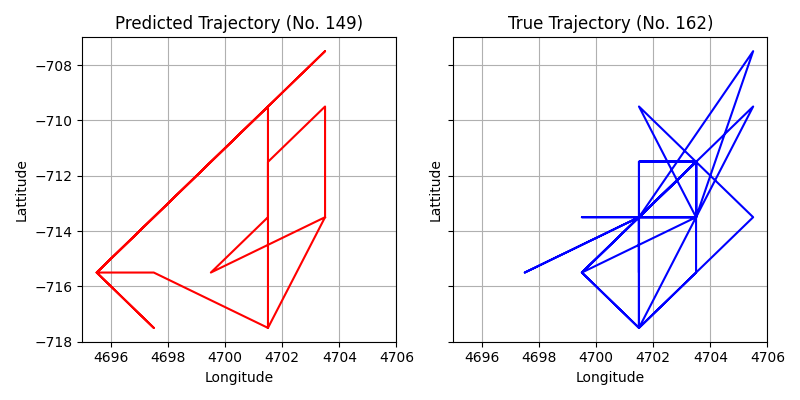 Predicted Trajectory (No. 149)
True Trajectory (No. 162)
−708
−710
−712
−714
−716
−718
Lattitude
Lattitude
4696 4698 4700 4702 4704 4706
4696 4698 4700 4702 4704 4706
Longitude
Longitude